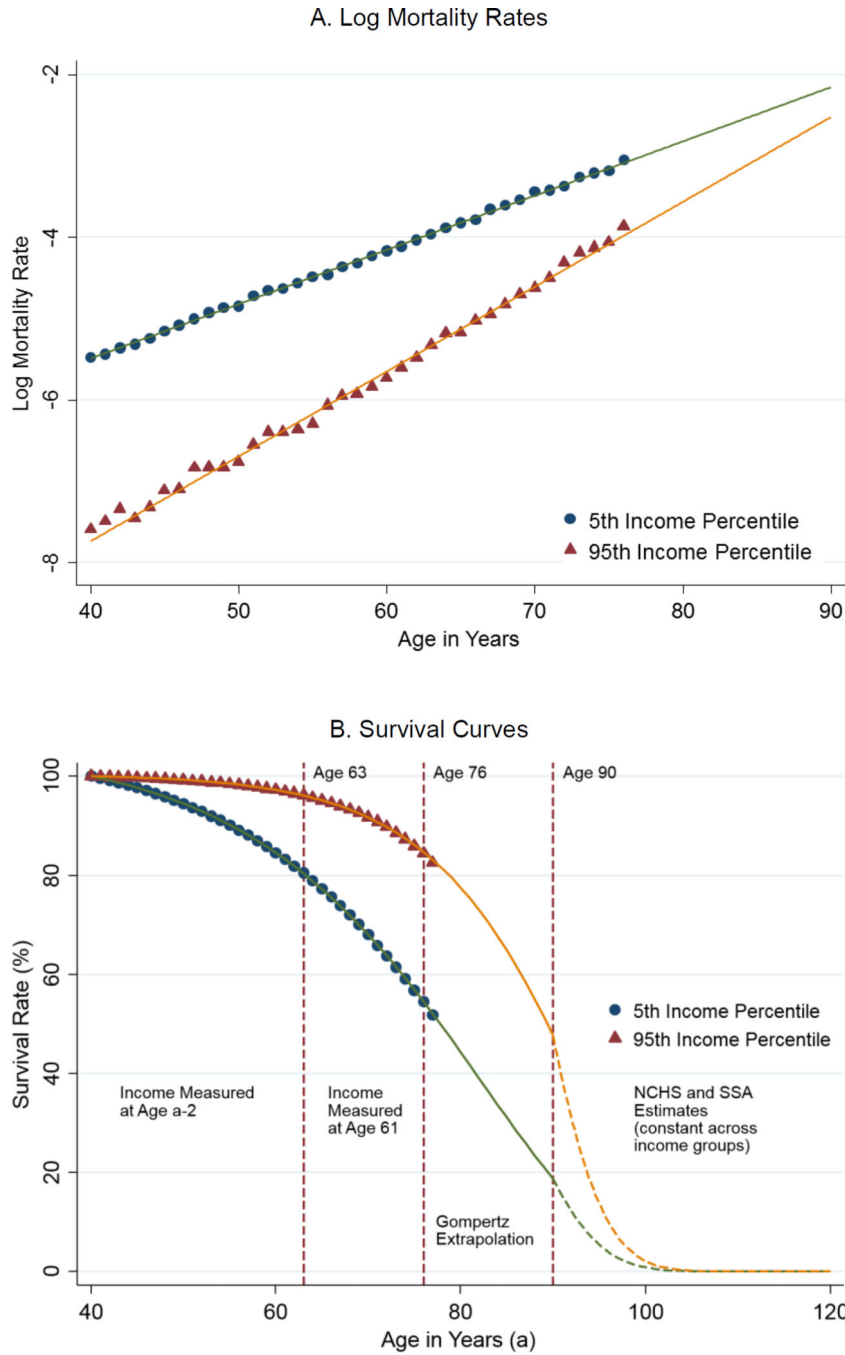 A. Log Mortality Rates
-2
-4
-6
-8
Log Mortality Rate
5th Income Percentile
95th Income Percentile
40
50
60
70
80
90
Age in Years
B. Survival Curves
100
80
60
40
20
0
Survival Rate (%)
Age 63
Age 76
Age 90
5th Income Percentile
95th Income Percentile
Income Measured
at Age a-2
Income
Measured
at Age 61
NCHS and SSA
Estimates
(constant across
income groups)
Gompertz
Extrapolation
40
60
80
100
120
Age in Years (a)